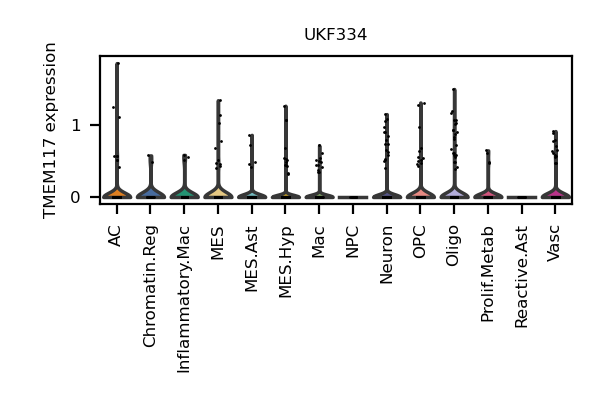 UKF334
TMEM117 expression
1
0
AC
Chromatin.Reg
Inflammatory.Mac
MES
MES.Ast
MES.Hyp
Mac
NPC
Neuron
OPC
Oligo
Prolif.Metab
Reactive.Ast
Vasc